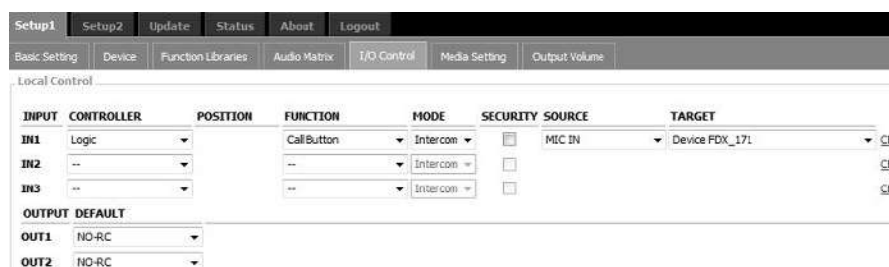 Setup1 Setup2 Update Status About Logout
Basic Setting Device Function Libraries Audio Matrix I/O Control Media Setting Output Volume
Local Control
INPUT CONTROLLER POSITION FUNCTION MODE SECURITY SOURCE TARGET
IN1 Logic CallButton Intercom MIC IN Device FDX_171
IN2 -- -- Intercom
IN3 -- -- Intercom
OUTPUT DEFAULT
OUT1 NO-RC
OUT2 NO-RC